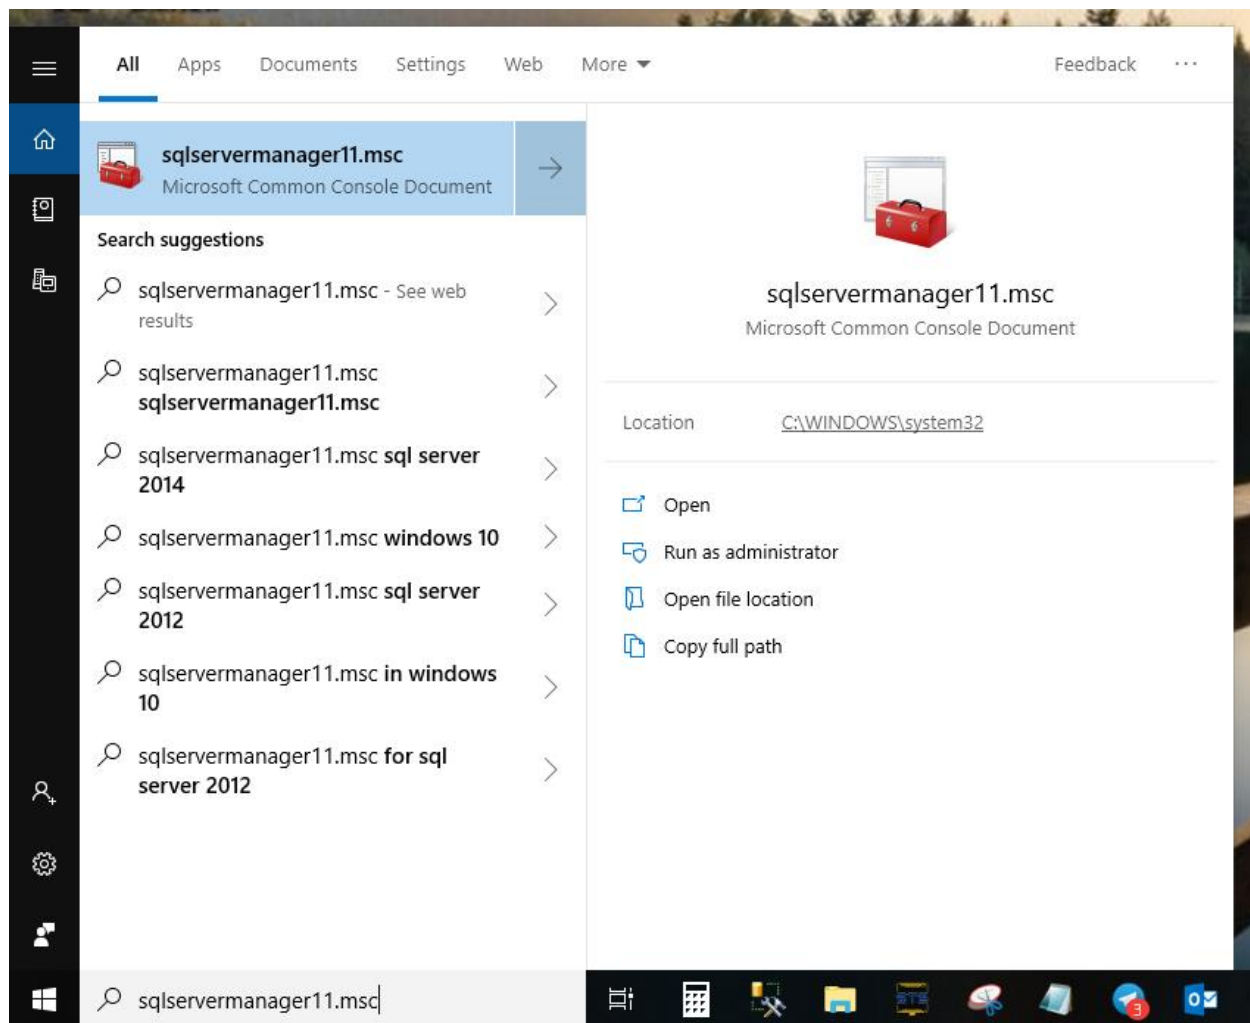 All Apps Documents Settings Web More Feedback ...
sqlservermanager11.msc
Microsoft Common Console Document
Search suggestions
sqlservermanager11.msc - See web
results
sqlservermanager11.msc
sqlservermanager11.msc
sqlservermanager11.msc sql server
2014
sqlservermanager11.msc windows 10
sqlservermanager11.msc sql server
2012
sqlservermanager11.msc in windows
10
sqlservermanager11.msc for sql
server 2012
sqlservermanager11.msc
Microsoft Common Console Document
Location C:\WINDOWS\system32
Open
Run as administrator
Open file location
Copy full path
sqlservermanager11.msc
3